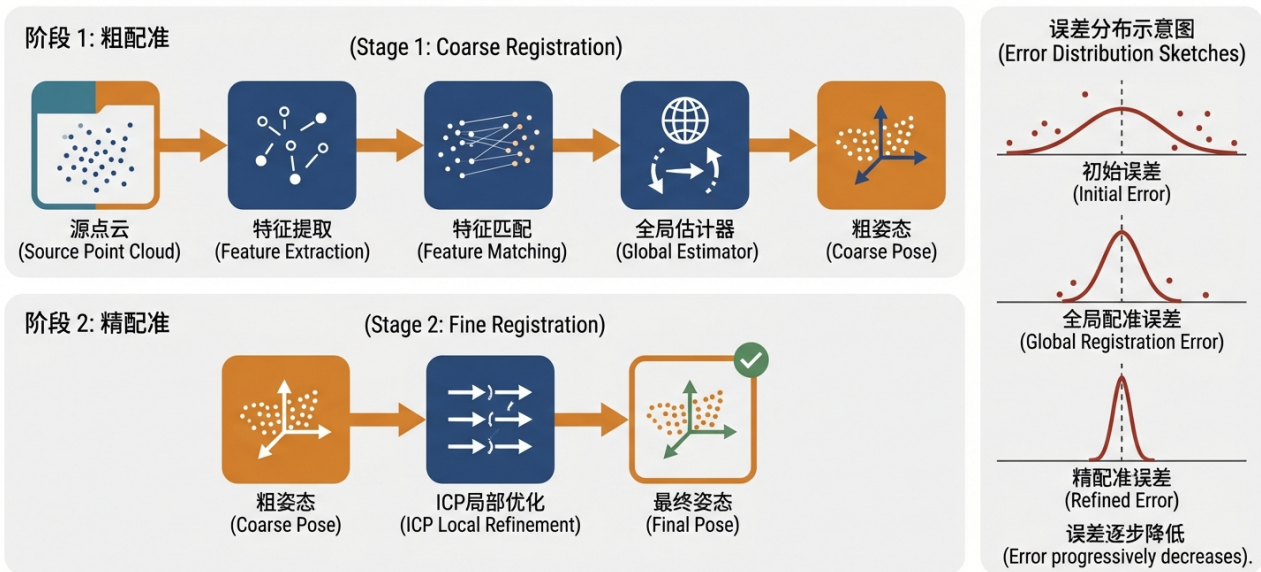 阶段 1: 粗配准
(Stage 1: Coarse Registration)
源点云
(Source Point Cloud)
特征提取
(Feature Extraction)
特征匹配
(Feature Matching)
全局估计器
(Global Estimator)
粗姿态
(Coarse Pose)
阶段 2: 精配准
(Stage 2: Fine Registration)
粗姿态
(Coarse Pose)
ICP局部优化
(ICP Local Refinement)
最终姿态
(Final Pose)
误差分布示意图
(Error Distribution Sketches)
初始误差
(Initial Error)
全局配准误差
(Global Registration Error)
精配准误差
(Refined Error)
误差逐步降低
(Error progressively decreases).